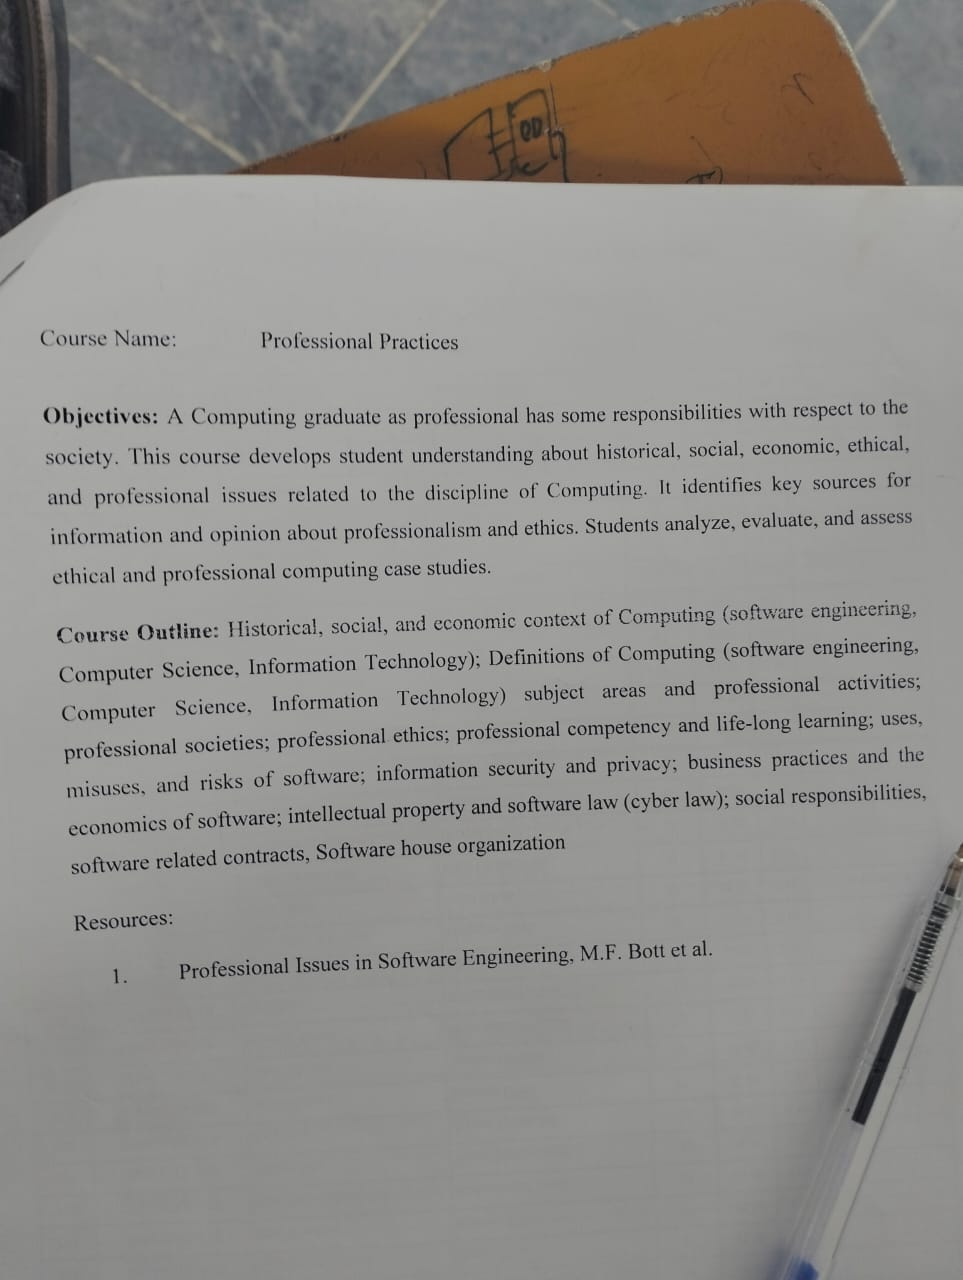 Course Name: Professional Practices
Objectives: A Computing graduate as professional has some responsibilities with respect to the
society. This course develops student understanding about historical, social, economic, ethical,
and professional issues related to the discipline of Computing. It identifies key sources for
information and opinion about professionalism and ethics. Students analyze, evaluate, and assess
ethical and professional computing case studies.
Course Outline: Historical, social, and economic context of Computing (software engineering,
Computer Science, Information Technology); Definitions of Computing (software engineering,
Computer Science, Information Technology) subject areas and professional activities;
professional societies; professional ethics; professional competency and life-long learning; uses,
misuses, and risks of software; information security and privacy; business practices and the
economics of software; intellectual property and software law (cyber law); social responsibilities,
software related contracts, Software house organization
Resources:
1. Professional Issues in Software Engineering, M.F. Bott et al.